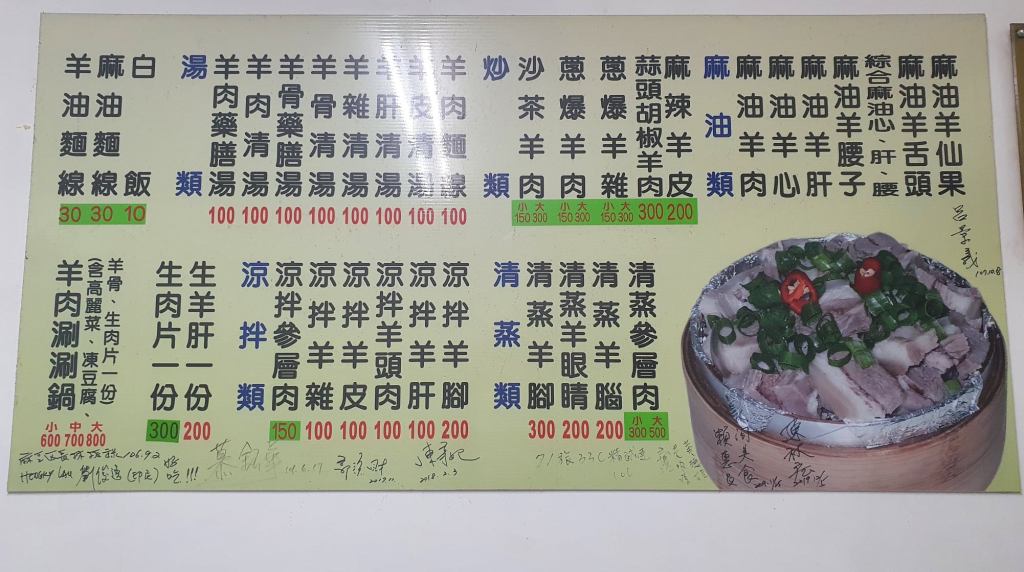 羊油麵線
30
麻油麵線
30
白飯
10
湯類
羊肉藥膳湯
100
羊肉清湯
100
羊骨藥膳湯
100
羊骨清湯
100
羊雜清湯
100
羊肝清湯
100
羊皮清湯
100
羊肉麵線
100
炒類
沙茶羊肉
小 大
150 300
蔥爆羊肉
小 大
150 300
蔥爆羊雜
小 大
150 300
蒜頭胡椒羊肉
300
麻辣羊皮
200
麻油類
麻油羊肉
麻油羊心
麻油羊肝
麻油羊腰子
綜合麻油心、肝、腰
麻油羊舌頭
麻油羊仙果
羊肉涮涮鍋
(含高麗菜、凍豆腐、
羊骨、生肉片一份
小 中 大
600 700 800
生肉片一份
300
生羊肝一份
200
涼拌類
涼拌參層肉
150
涼拌羊雜
100
涼拌羊皮
100
涼拌羊頭肉
100
涼拌羊肝
100
涼拌羊腳
200
清蒸類
清蒸羊腳
300
清蒸羊眼睛
200
清蒸羊腦
200
清蒸參層肉
小 大
300 500
106.9.2
好吃!!!
2018.2.3